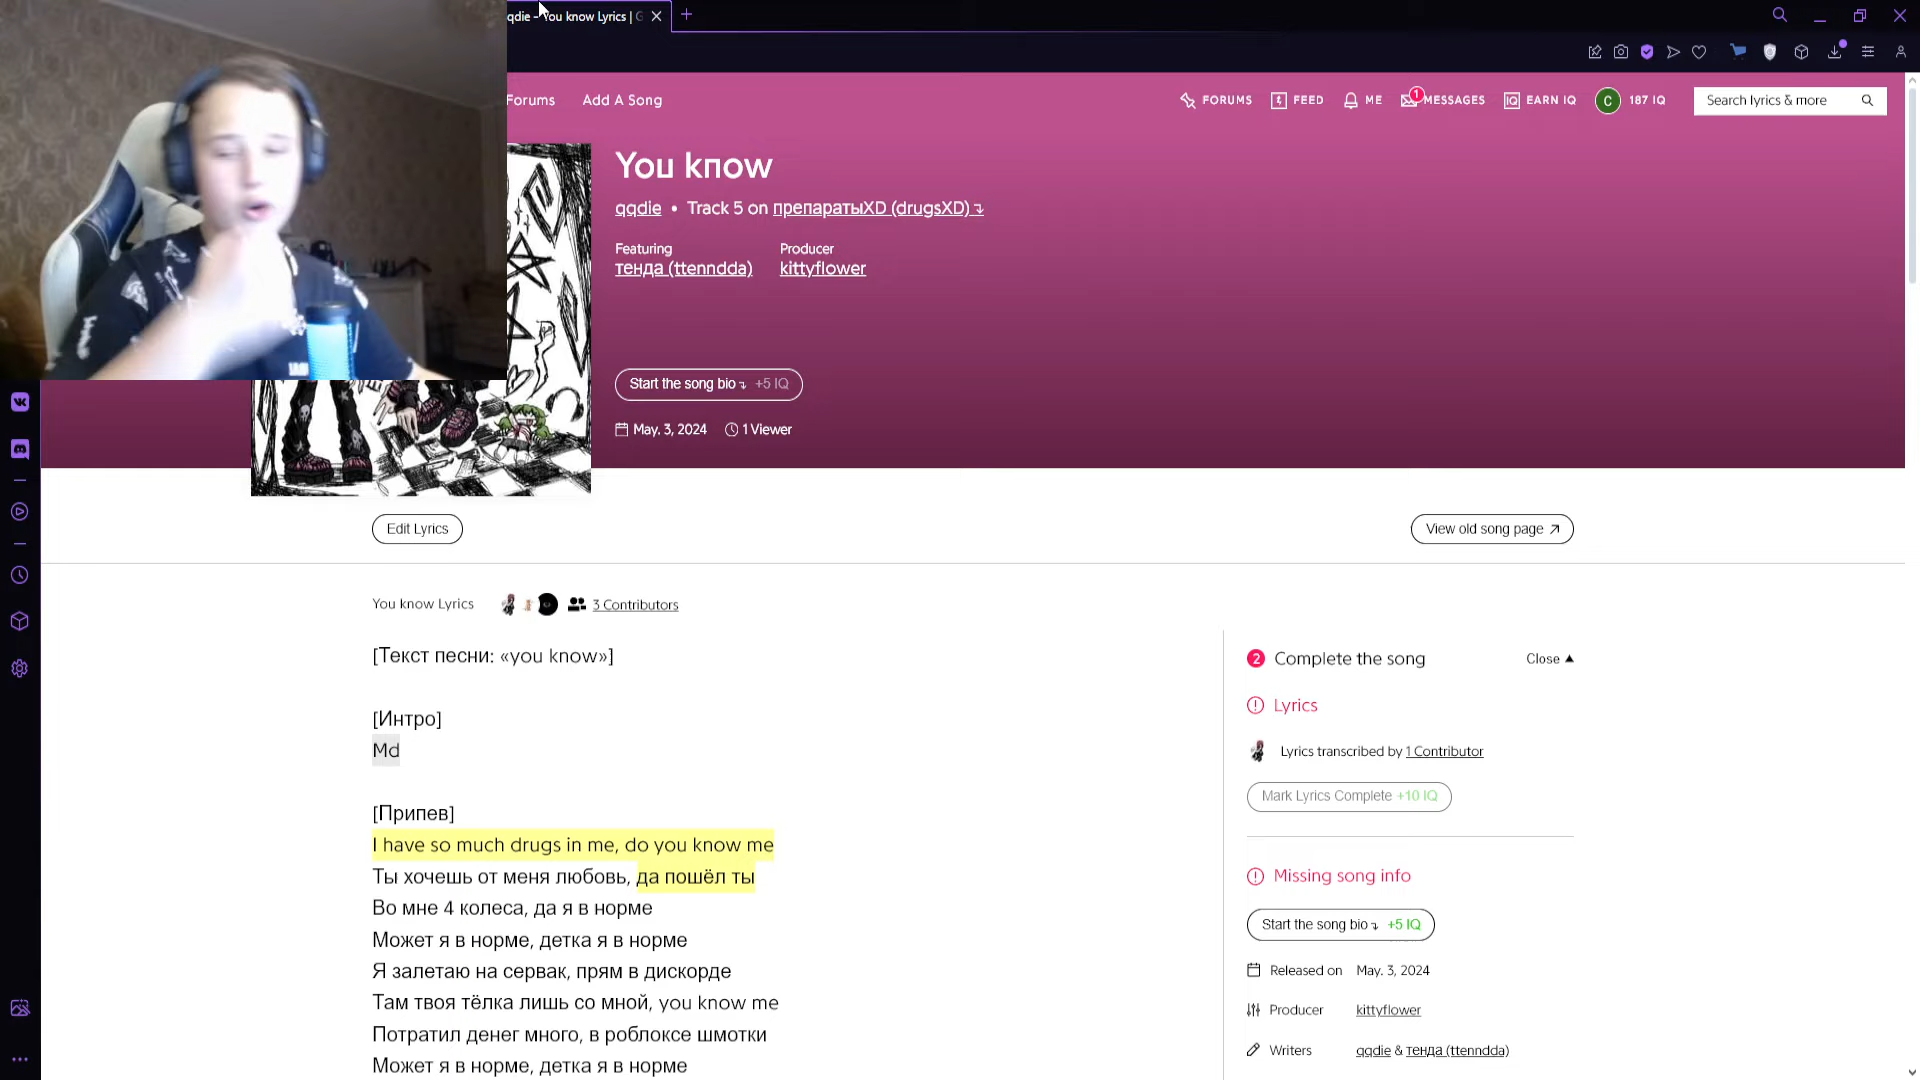 qqdie – You know Lyrics | G
Forums
Add A Song
FORUMS
FEED
ME
1
MESSAGES
EARN IQ
C
187 IQ
Search lyrics & more
You know
qqdie • Track 5 on препаратыXD (drugsXD)
Featuring
тенда (ttenndda)
Producer
kittyflower
Start the song bio +5 IQ
May. 3, 2024
1 Viewer
Edit Lyrics
View old song page
You know Lyrics
3 Contributors
[Текст песни: «you know»]
[Интро]
Md
[Припев]
I have so much drugs in me, do you know me
Ты хочешь от меня любовь, да пошёл ты
Во мне 4 колеса, да я в норме
Может я в норме, детка я в норме
Я залетаю на сервак, прям в дискорде
Там твоя тёлка лишь со мной, you know me
Потратил денег много, в роблоксе шмотки
Может я в норме, детка я в норме
2 Complete the song
Close
Lyrics
Lyrics transcribed by 1 Contributor
Mark Lyrics Complete +10 IQ
Missing song info
Start the song bio +5 IQ
Released on May. 3, 2024
Producer kittyflower
Writers qqdie & тенда (ttenndda)